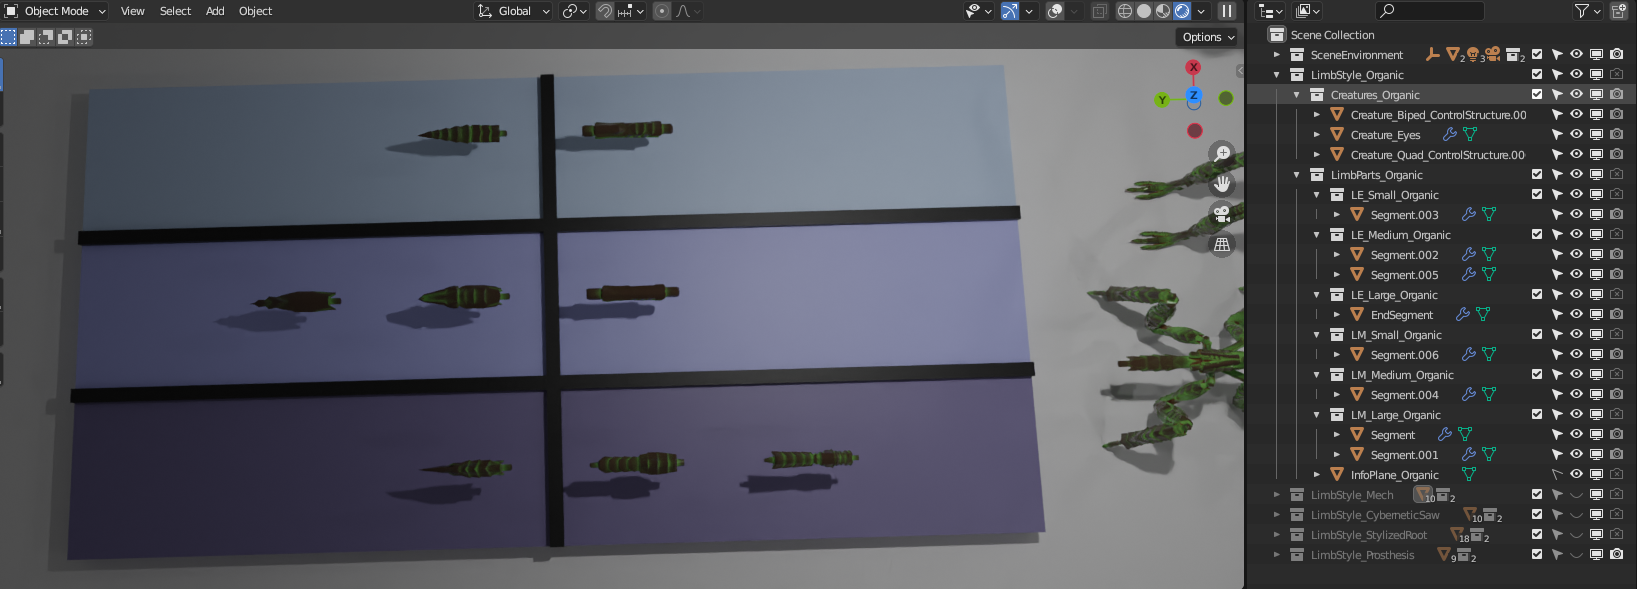 Object Mode View Select Add Object Global
Options
X
Y
Z
Scene Collection
SceneEnvironment 2 3 2
LimbStyle_Organic
Creatures_Organic
Creature_Biped_ControlStructure.00
Creature_Eyes
Creature_Quad_ControlStructure.00
LimbParts_Organic
LE_Small_Organic
Segment.003
LE_Medium_Organic
Segment.002
Segment.005
LE_Large_Organic
EndSegment
LM_Small_Organic
Segment.006
LM_Medium_Organic
Segment.004
LM_Large_Organic
Segment
Segment.001
InfoPlane_Organic
LimbStyle_Mech 10 2
LimbStyle_CyberneticSaw 10 2
LimbStyle_StylizedRoot 18 2
LimbStyle_Prosthesis 9 2